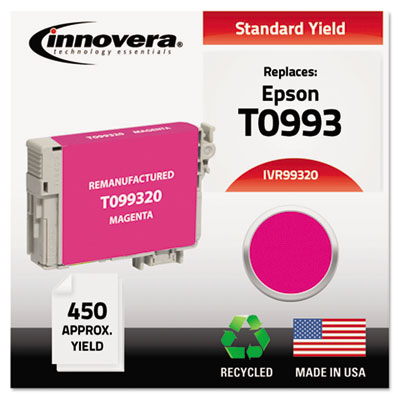 innovera®
technology essentials
Standard Yield
Replaces:
Epson
T0993
IVR99320
REMANUFACTURED
T099320
MAGENTA
450
APPROX.
YIELD
RECYCLED
MADE IN USA